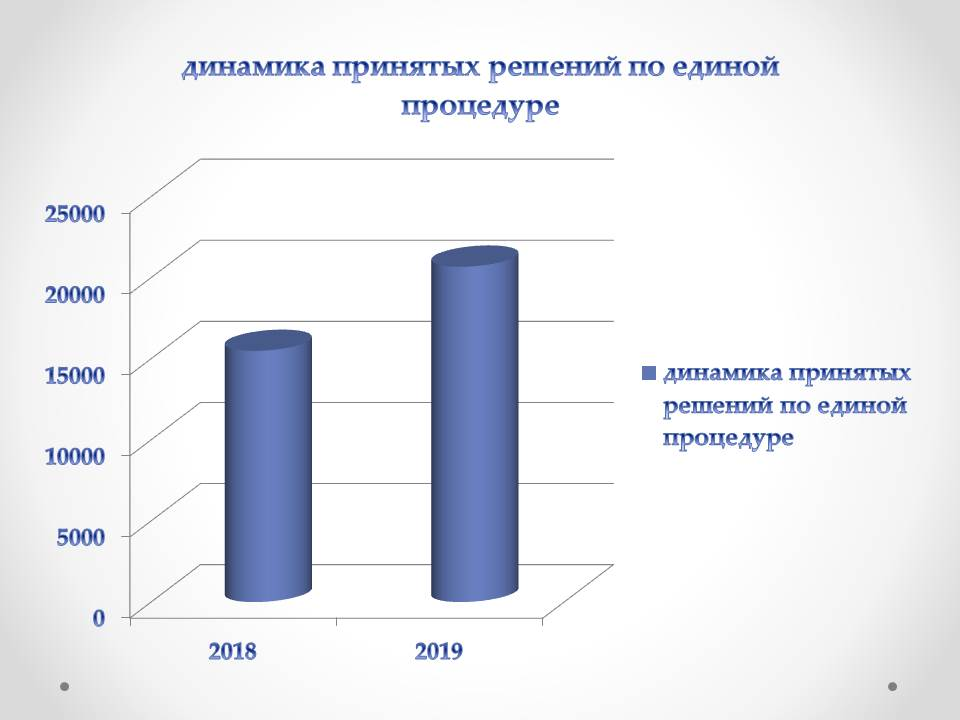 динамика принятых решений по единой
процедуре
25000
20000
15000
10000
5000
0
2018
2019
динамика принятых
решений по единой
процедуре